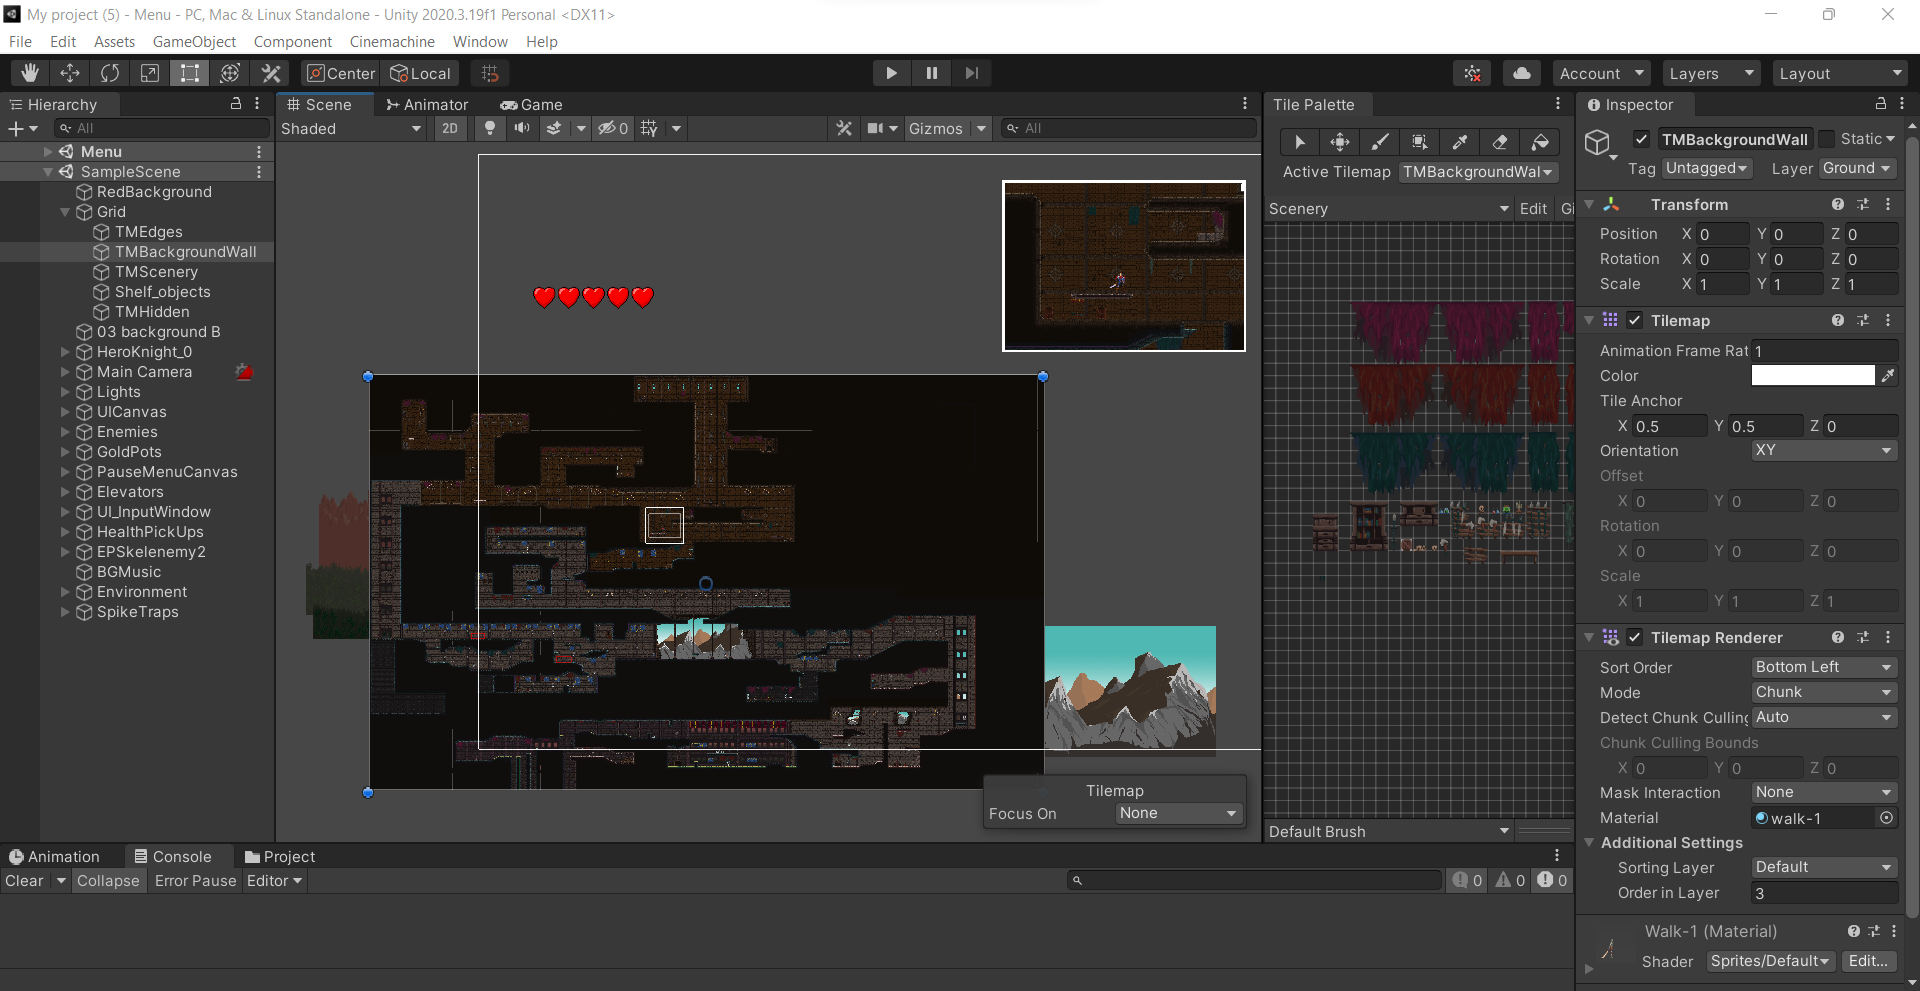 My project (5) - Menu - PC, Mac & Linux Standalone - Unity 2020.3.19f1 Personal <DX11>
File Edit Assets GameObject Component Cinemachine Window Help
Center Local Account Layers Layout
Hierarchy
All
Menu
SampleScene
RedBackground
Grid
TMEdges
TMBackgroundWall
TMScenery
Shelf_objects
TMHidden
03 background B
HeroKnight_0
Main Camera
Lights
UICanvas
Enemies
GoldPots
PauseMenuCanvas
Elevators
UI_InputWindow
HealthPickUps
EPSkelenemy2
BGMusic
Environment
SpikeTraps
Scene Animator Game
Shaded 2D 0 Gizmos All
Tilemap
Focus On None
Tile Palette
Active Tilemap TMBackgroundWal
Scenery Edit Gi
Default Brush
Inspector
TMBackgroundWall Static
Tag Untagged Layer Ground
Transform
Position X 0 Y 0 Z 0
Rotation X 0 Y 0 Z 0
Scale X 1 Y 1 Z 1
Tilemap
Animation Frame Rat 1
Color
Tile Anchor
X 0.5 Y 0.5 Z 0
Orientation XY
Offset
X 0 Y 0 Z 0
Rotation
X 0 Y 0 Z 0
Scale
X 1 Y 1 Z 1
Tilemap Renderer
Sort Order Bottom Left
Mode Chunk
Detect Chunk Culling Auto
Chunk Culling Bounds
X 0 Y 0 Z 0
Mask Interaction None
Material walk-1
Additional Settings
Sorting Layer Default
Order in Layer 3
Walk-1 (Material)
Shader Sprites/Default Edit...
Animation Console Project
Clear Collapse Error Pause Editor 0 0 0